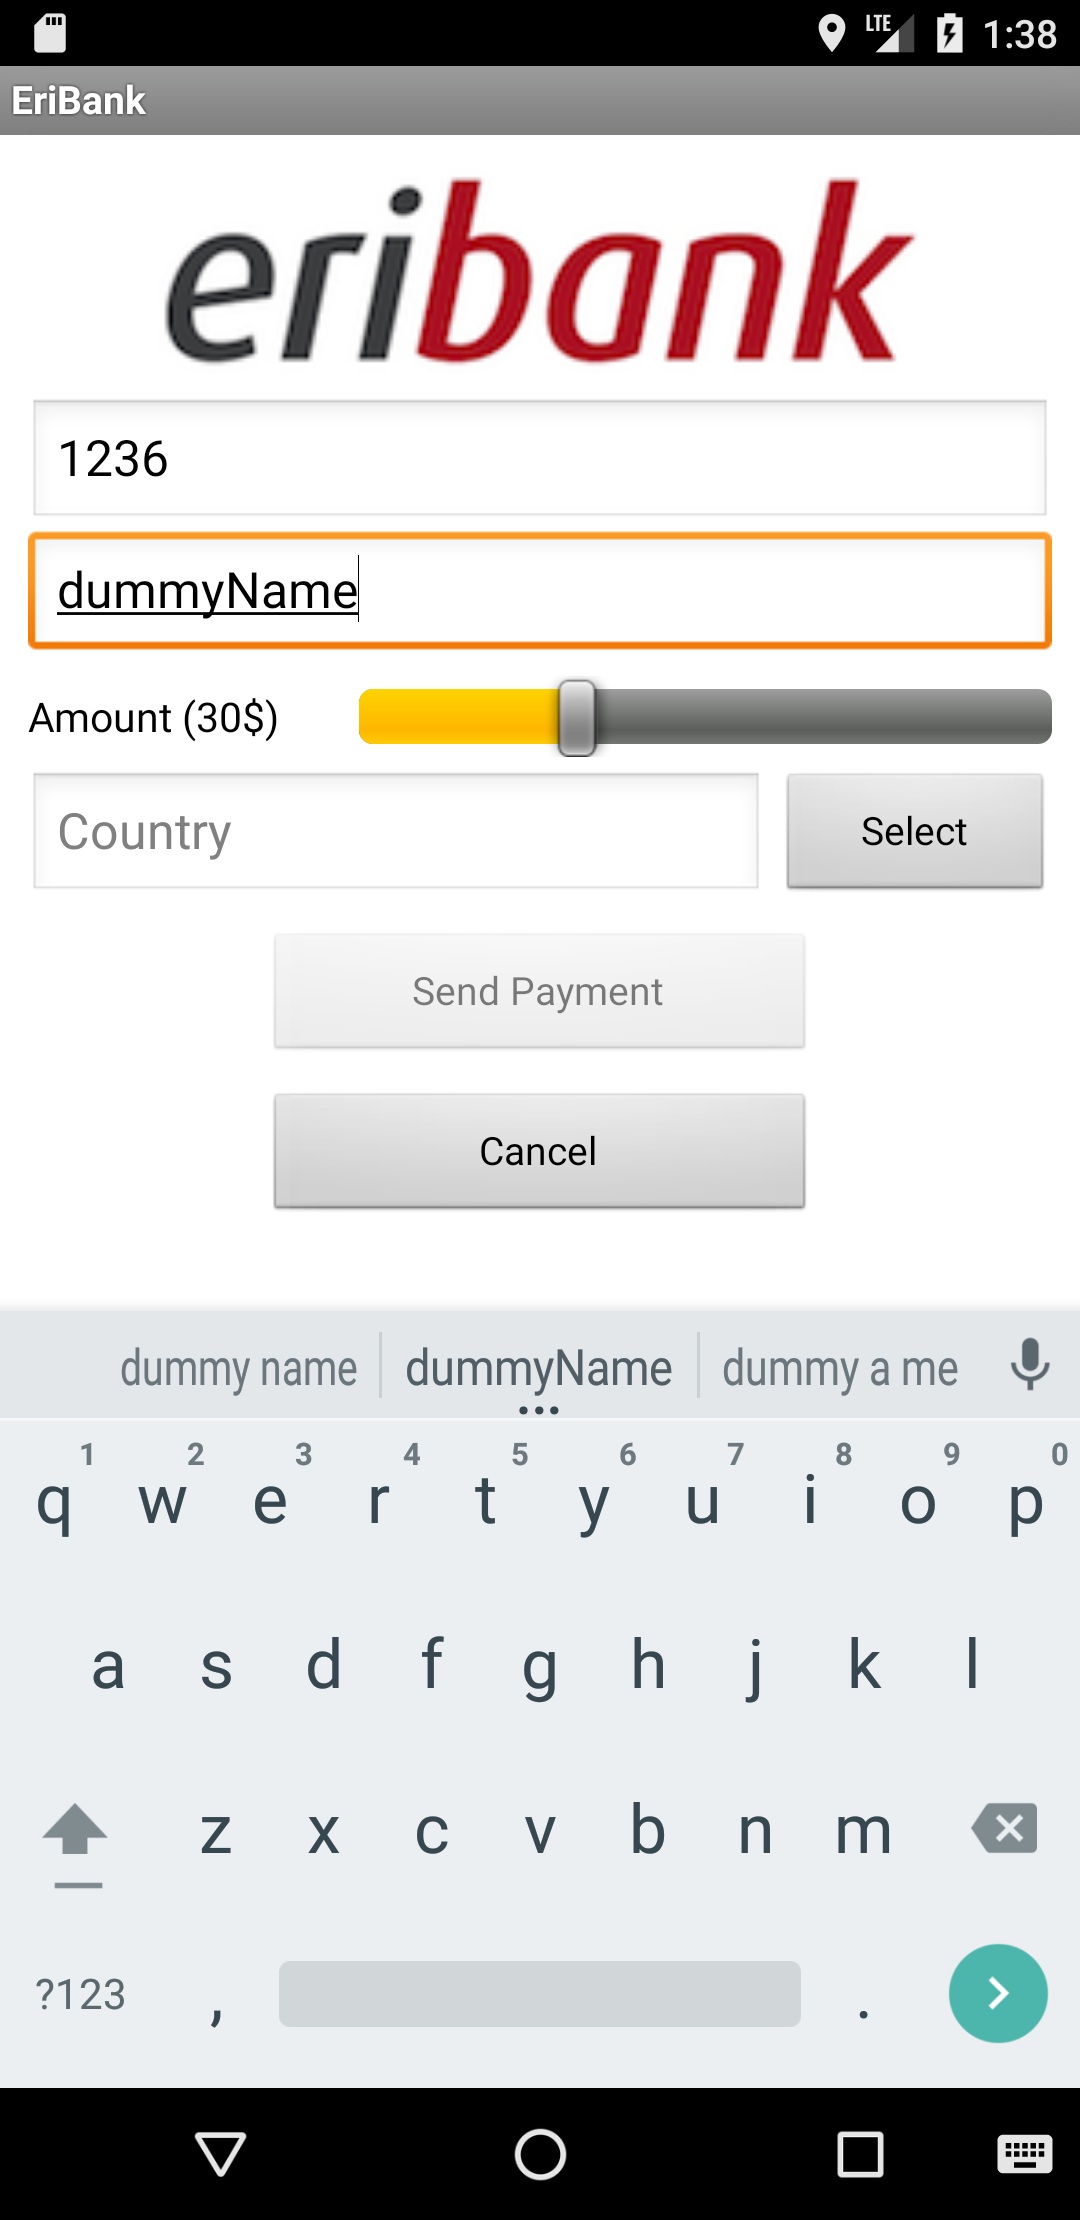 LTE 1:38
EriBank
eribank
1236
dummyName
Amount (30$)
Country Select
Send Payment
Cancel
dummy name dummyName dummy a me
1 2 3 4 5 6 7 8 9 0
q w e r t y u i o p
a s d f g h j k l
z x c v b n m
?123 , .